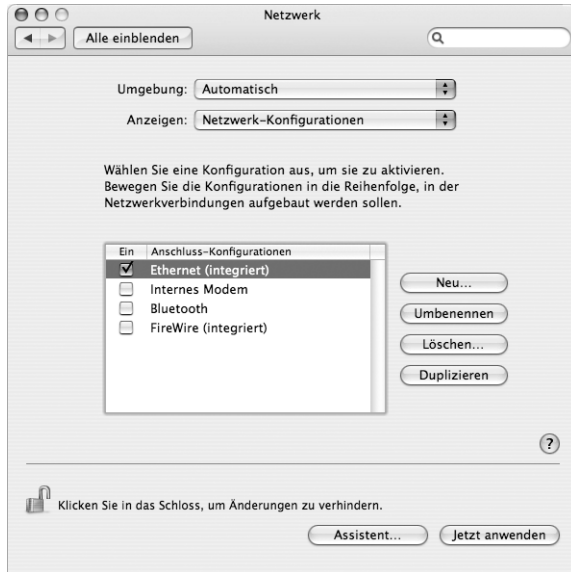 Netzwerk
Alle einblenden
Umgebung: Automatisch
Anzeigen: Netzwerk-Konfigurationen
Wählen Sie eine Konfiguration aus, um sie zu aktivieren.
Bewegen Sie die Konfigurationen in die Reihenfolge, in der
Netzwerkverbindungen aufgebaut werden sollen.
Ein Anschluss-Konfigurationen
Ethernet (integriert)
Internes Modem
Bluetooth
FireWire (integriert)
Neu...
Umbenennen
Löschen...
Duplizieren
?
Klicken Sie in das Schloss, um Änderungen zu verhindern.
Assistent... Jetzt anwenden